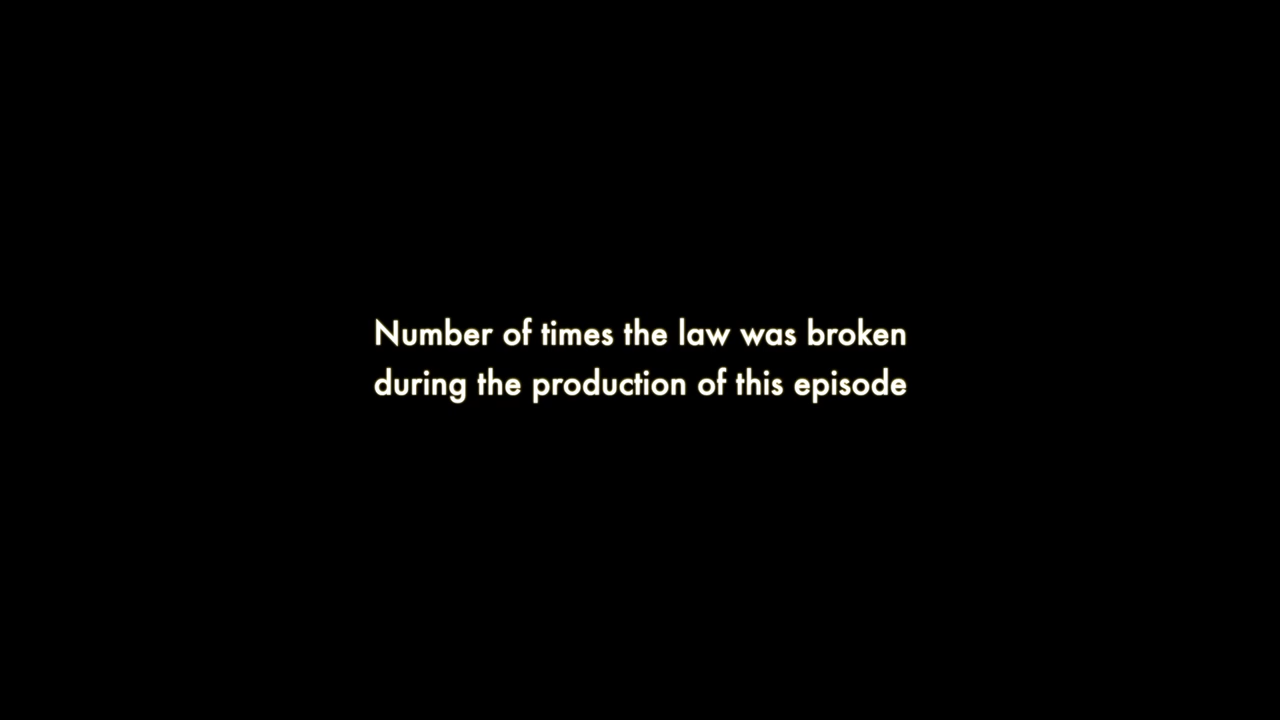 Number of times the law was broken
during the production of this episode